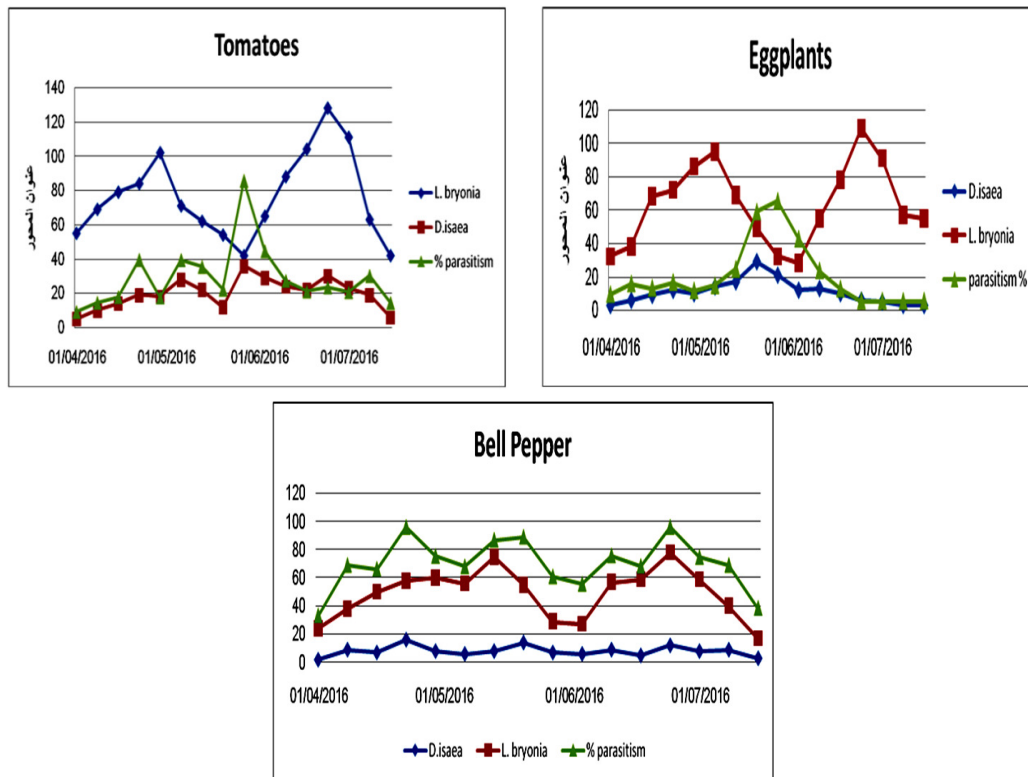 Tomatoes
140
120
100
80
60
40
20
0
عنوان المحور
01/04/2016 01/05/2016 01/06/2016 01/07/2016
L. bryonia
D.isaea
% parasitism
Eggplants
120
100
80
60
40
20
0
عنوان المحور
01/04/2016 01/05/2016 01/06/2016 01/07/2016
D.isaea
L. bryonia
parasitism %
Bell Pepper
120
100
80
60
40
20
0
01/04/2016 01/05/2016 01/06/2016 01/07/2016
D.isaea L. bryonia % parasitism